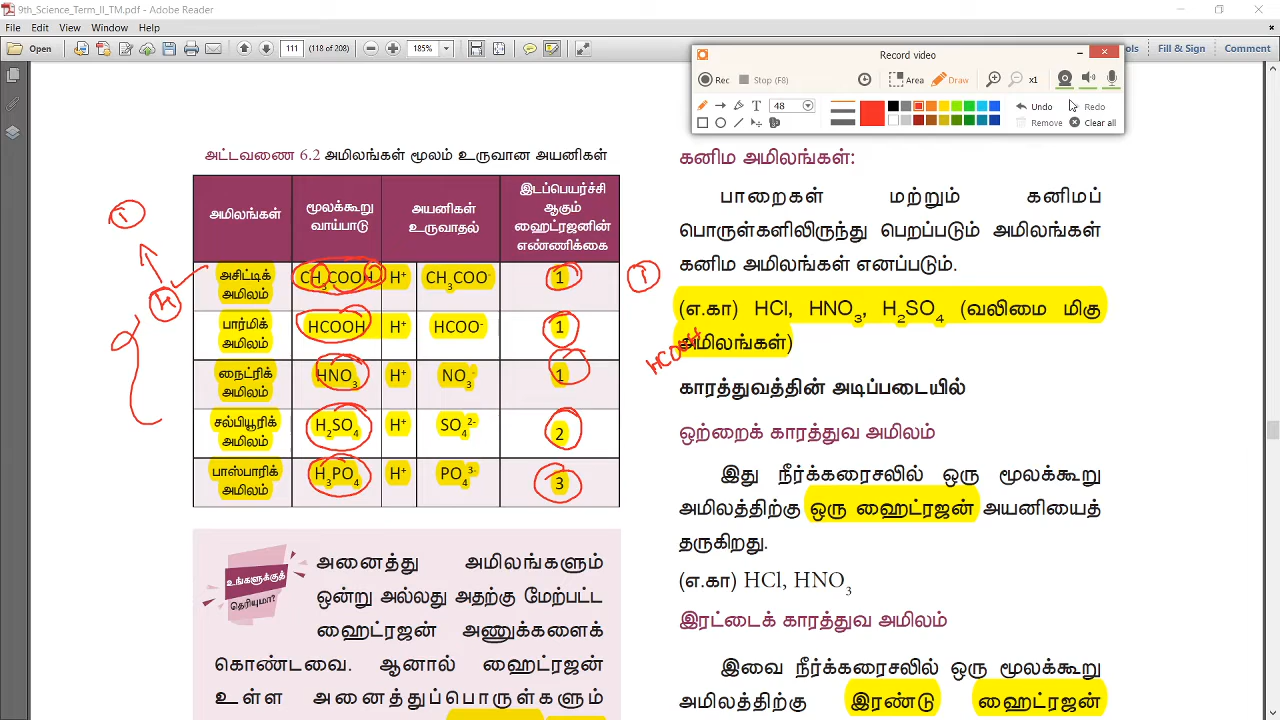 9th_Science_Term_II_TM.pdf - Adobe Reader
File Edit View Window Help
Open 111 (118 of 208) 185% Tools Fill & Sign Comment
Record video
Rec Stop (F8) Area Draw x1
T 48 Undo Redo
Remove Clear all
அட்டவணை 6.2 அமிலங்கள் மூலம் உருவான அயனிகள்
அமிலங்கள் மூலக்கூறு வாய்பாடு அயனிகள் உருவாதல் இடப்பெயர்ச்சி ஆகும் ஹைட்ரஜனின் எண்ணிக்கை
அசிட்டிக் அமிலம் CH₃COOH H⁺ CH₃COO⁻ 1
பார்மிக் அமிலம் HCOOH H⁺ HCOO⁻ 1
நைட்ரிக் அமிலம் HNO₃ H⁺ NO₃⁻ 1
சல்பியூரிக் அமிலம் H₂SO₄ H⁺ SO₄²⁻ 2
பாஸ்பாரிக் அமிலம் H₃PO₄ H⁺ PO₄³⁻ 3
1
H
1
HCOOH
உங்களுக்குத்
தெரியுமா?
அனைத்து அமிலங்களும்
ஒன்று அல்லது அதற்கு மேற்பட்ட
ஹைட்ரஜன் அணுக்களைக்
கொண்டவை. ஆனால் ஹைட்ரஜன்
உள்ள அனைத்துப்பொருள்களும்
கனிம அமிலங்கள்:
பாறைகள் மற்றும் கனிமப்
பொருள்களிலிருந்து பெறப்படும் அமிலங்கள்
கனிம அமிலங்கள் எனப்படும்.
(எ.கா) HCl, HNO₃, H₂SO₄ (வலிமை மிகு
அமிலங்கள்)
காரத்துவத்தின் அடிப்படையில்
ஒற்றைக் காரத்துவ அமிலம்
இது நீர்க்கரைசலில் ஒரு மூலக்கூறு
அமிலத்திற்கு ஒரு ஹைட்ரஜன் அயனியைத்
தருகிறது.
(எ.கா) HCl, HNO₃
இரட்டைக் காரத்துவ அமிலம்
இவை நீர்க்கரைசலில் ஒரு மூலக்கூறு
அமிலத்திற்கு இரண்டு ஹைட்ரஜன்